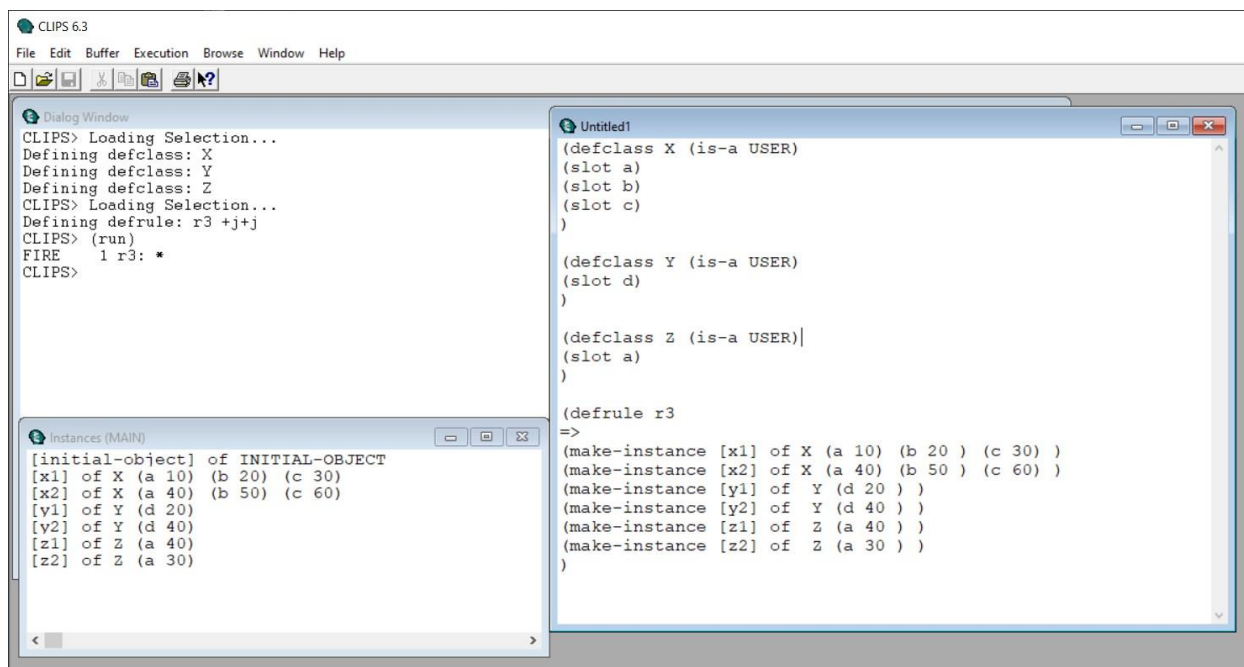 CLIPS 6.3
File Edit Buffer Execution Browse Window Help
Dialog Window
CLIPS> Loading Selection...
Defining defclass: X
Defining defclass: Y
Defining defclass: Z
CLIPS> Loading Selection...
Defining defrule: r3 +j+j
CLIPS> (run)
FIRE    1 r3: *
CLIPS>
Instances (MAIN)
[initial-object] of INITIAL-OBJECT
[x1] of X (a 10)  (b 20)  (c 30)
[x2] of X (a 40)  (b 50)  (c 60)
[y1] of Y (d 20)
[y2] of Y (d 40)
[z1] of Z (a 40)
[z2] of Z (a 30)
Untitled1
(defclass X (is-a USER)
(slot a)
(slot b)
(slot c)
)
(defclass Y (is-a USER)
(slot d)
)
(defclass Z (is-a USER)
(slot a)
)
(defrule r3
=>
(make-instance [x1] of X (a 10) (b 20 ) (c 30) )
(make-instance [x2] of X (a 40) (b 50 ) (c 60) )
(make-instance [y1] of  Y (d 20 ) )
(make-instance [y2] of  Y (d 40 ) )
(make-instance [z1] of  Z (a 40 ) )
(make-instance [z2] of  Z (a 30 ) )
)